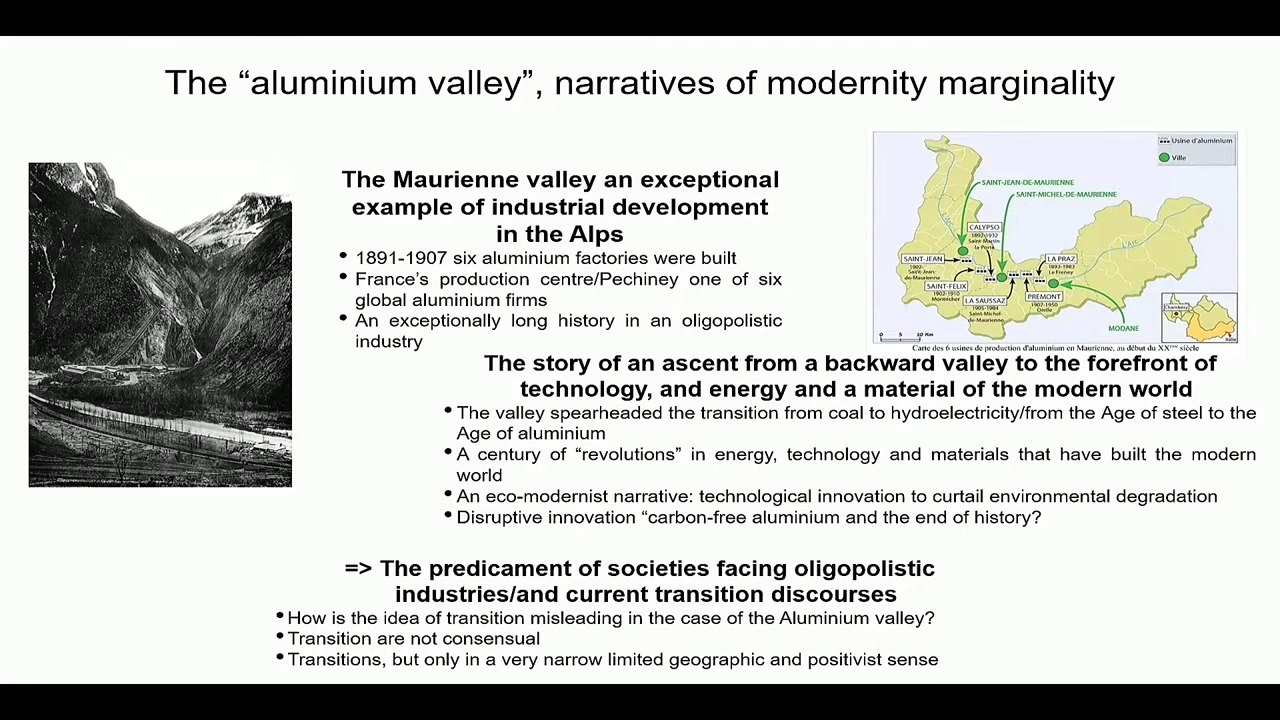 The “aluminium valley”, narratives of modernity marginality
The Maurienne valley an exceptional
example of industrial development
in the Alps
• 1891-1907 six aluminium factories were built
• France’s production centre/Pechiney one of six
global aluminium firms
• An exceptionally long history in an oligopolistic
industry
Usine d'aluminium
Ville
SAINT-JEAN-DE-MAURIENNE
SAINT-MICHEL-DE-MAURIENNE
CALYPSO
1892-1932
Saint-Martin
la Porte
L'Arc
SAINT-JEAN
1907-
Saint-Jean-
de-Maurienne
LA PRAZ
1893-1983
Le Freney
SAINT-FELIX
1902-1910
Montricher
LA SAUSSAZ
1905-1984
Saint-Michel-
de-Maurienne
PREMONT
1907-1950
Orelle
MODANE
Chambéry
Italie
0 5 10 Km
Carte des 6 usines de production d'aluminium en Maurienne, au début du XXème siècle
The story of an ascent from a backward valley to the forefront of
technology, and energy and a material of the modern world
• The valley spearheaded the transition from coal to hydroelectricity/from the Age of steel to the
Age of aluminium
• A century of “revolutions” in energy, technology and materials that have built the modern
world
• An eco-modernist narrative: technological innovation to curtail environmental degradation
• Disruptive innovation “carbon-free aluminium and the end of history?
=> The predicament of societies facing oligopolistic
industries/and current transition discourses
• How is the idea of transition misleading in the case of the Aluminium valley?
• Transition are not consensual
• Transitions, but only in a very narrow limited geographic and positivist sense